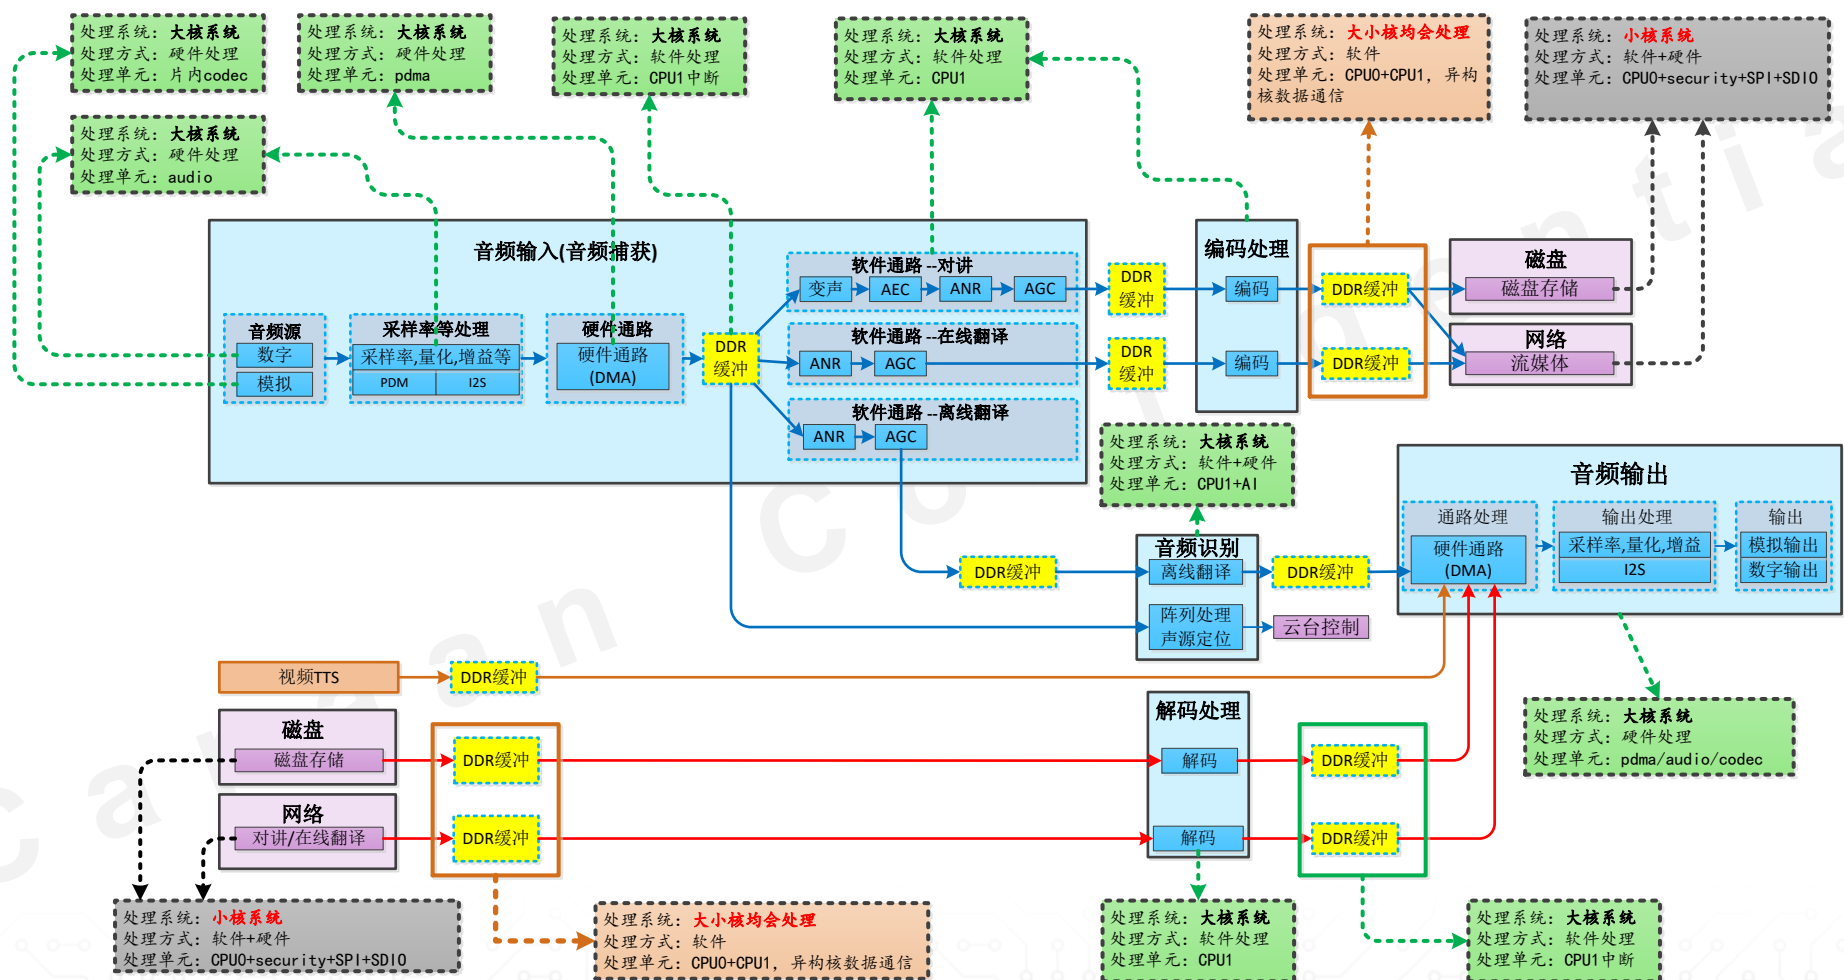 处理系统: 大核系统
处理方式: 硬件处理
处理单元: 片内codec
处理系统: 大核系统
处理方式: 硬件处理
处理单元: pdma
处理系统: 大核系统
处理方式: 软件处理
处理单元: CPU1中断
处理系统: 大核系统
处理方式: 软件处理
处理单元: CPU1
处理系统: 大小核均会处理
处理方式: 软件
处理单元: CPU0+CPU1, 异构
核数据通信
处理系统: 小核系统
处理方式: 软件+硬件
处理单元: CPU0+security+SPI+SDIO
处理系统: 大核系统
处理方式: 硬件处理
处理单元: audio
音频输入(音频捕获)
音频源
数字
模拟
采样率等处理
采样率,量化,增益等
PDM
I2S
硬件通路
硬件通路
(DMA)
DDR
缓冲
软件通路 --对讲
变声
AEC
ANR
AGC
软件通路 --在线翻译
ANR
AGC
软件通路 --离线翻译
ANR
AGC
DDR
缓冲
DDR
缓冲
编码处理
编码
编码
DDR缓冲
DDR缓冲
磁盘
磁盘存储
网络
流媒体
处理系统: 大核系统
处理方式: 软件+硬件
处理单元: CPU1+AI
DDR缓冲
音频识别
离线翻译
阵列处理
声源定位
DDR缓冲
云台控制
音频输出
通路处理
硬件通路
(DMA)
输出处理
采样率,量化,增益
I2S
输出
模拟输出
数字输出
视频TTS
DDR缓冲
磁盘
磁盘存储
DDR缓冲
网络
对讲/在线翻译
DDR缓冲
解码处理
解码
解码
DDR缓冲
DDR缓冲
处理系统: 大核系统
处理方式: 硬件处理
处理单元: pdma/audio/codec
处理系统: 小核系统
处理方式: 软件+硬件
处理单元: CPU0+security+SPI+SDIO
处理系统: 大小核均会处理
处理方式: 软件
处理单元: CPU0+CPU1, 异构核数据通信
处理系统: 大核系统
处理方式: 软件处理
处理单元: CPU1
处理系统: 大核系统
处理方式: 软件处理
处理单元: CPU1中断